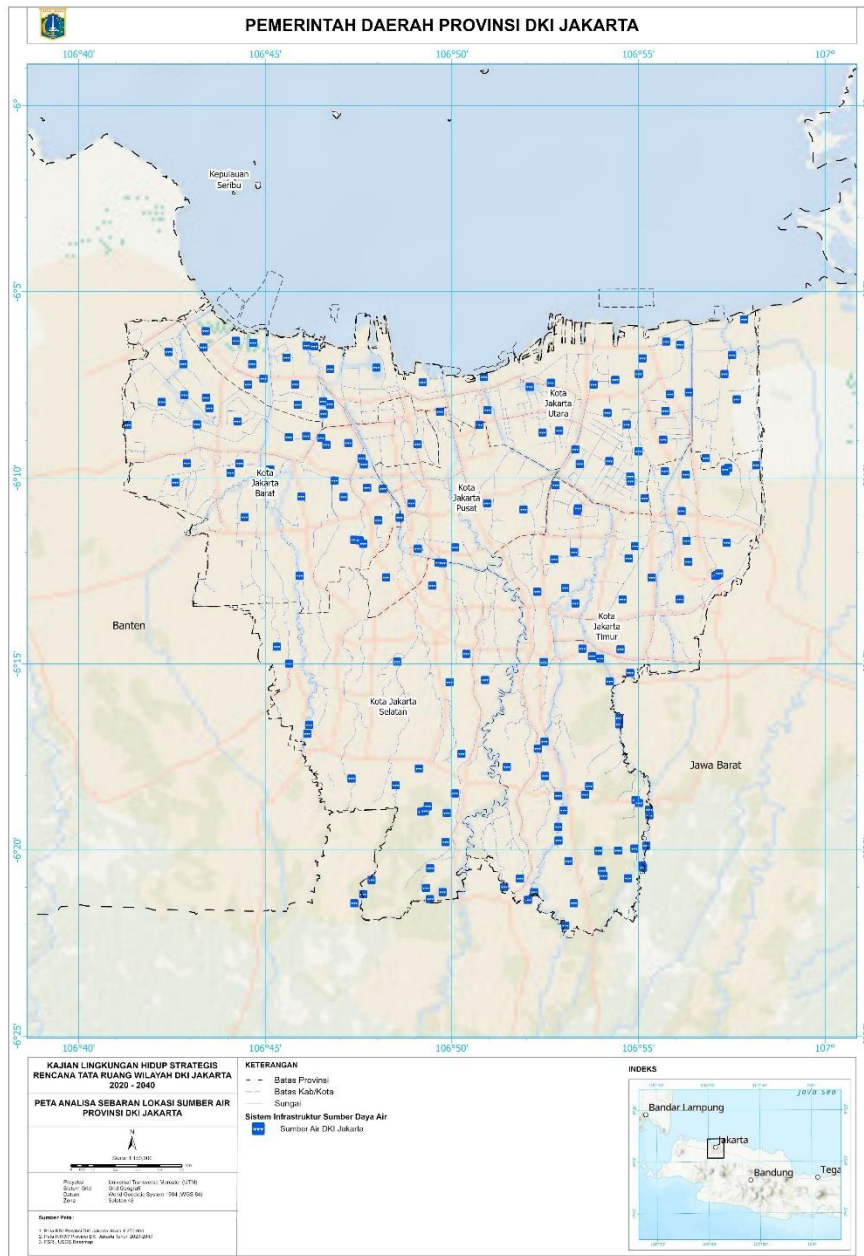 PEMERINTAH DAERAH PROVINSI DKI JAKARTA
106°40' 106°45' 106°50' 106°55' 107°
-6°
Kepulauan
Seribu
-6°5'
Kota
Jakarta
Utara
-6°10'
Kota
Jakarta
Barat
Kota
Jakarta
Pusat
Banten
Kota
Jakarta
Timur
-6°15'
Kota Jakarta
Selatan
Jawa Barat
-6°20'
-6°25'
106°40' 106°45' 106°50' 106°55' 107°
KAJIAN LINGKUNGAN HIDUP STRATEGIS
RENCANA TATA RUANG WILAYAH DKI JAKARTA
2020 - 2040
PETA ANALISA SEBARAN LOKASI SUMBER AIR
PROVINSI DKI JAKARTA
N
Proyeksi Universal Transverse Mercator (UTM)
Sistem Grid Grid Geografi
Datum World Geodetic System 1984 (WGS 84)
Zona Selatan 48
Sumber Peta :
KETERANGAN
Batas Provinsi
Batas Kab/Kota
Sungai
Sistem Infrastruktur Sumber Daya Air
Sumber Air DKI Jakarta
INDEKS
Java Sea
Bandar Lampung
Jakarta
Bandung
Tega